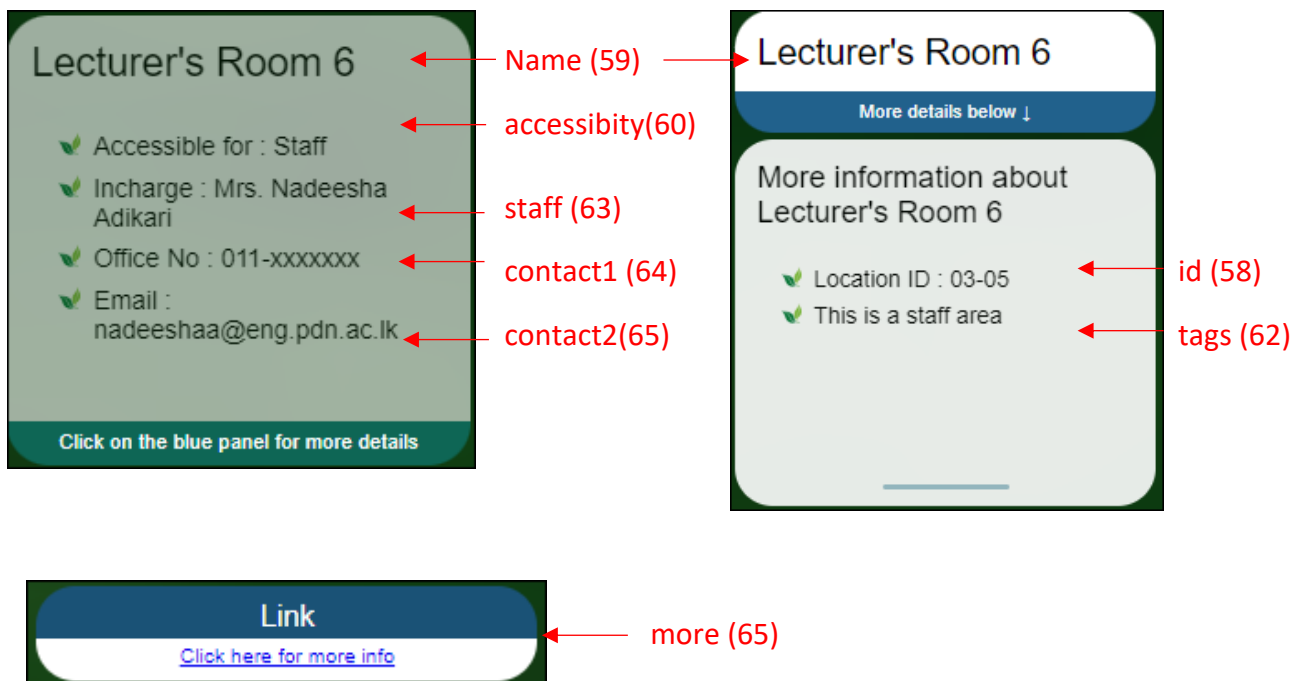 Lecturer's Room 6
Accessible for : Staff
Incharge : Mrs. Nadeesha
Adikari
Office No : 011-xxxxxxx
Email :
nadeeshaa@eng.pdn.ac.lk
Click on the blue panel for more details
Name (59)
accessibity(60)
staff (63)
contact1 (64)
contact2(65)
Lecturer's Room 6
More details below ↓
More information about
Lecturer's Room 6
Location ID : 03-05
This is a staff area
id (58)
tags (62)
Link
Click here for more info
more (65)